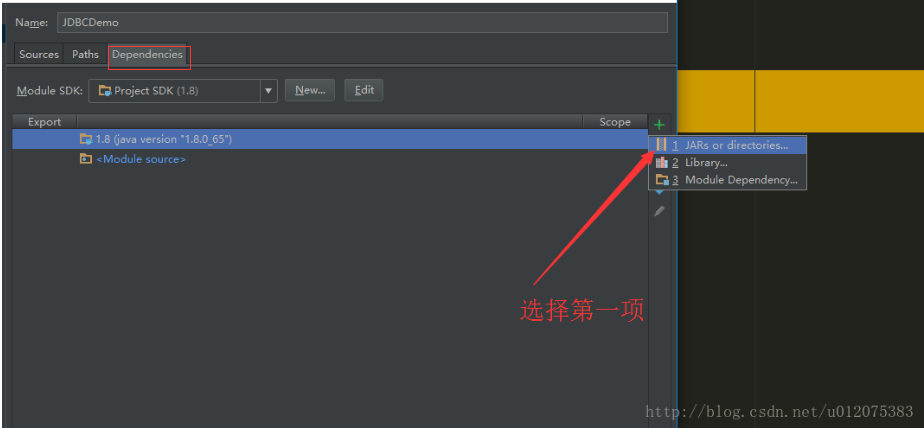 Name: JDBCDemo
Sources Paths Dependencies
Module SDK: Project SDK (1.8) New... Edit
Export Scope
1.8 (java version "1.8.0_65")
<Module source>
1 JARs or directories...
2 Library...
3 Module Dependency...
选择第一项
http://blog.csdn.net/u012075383